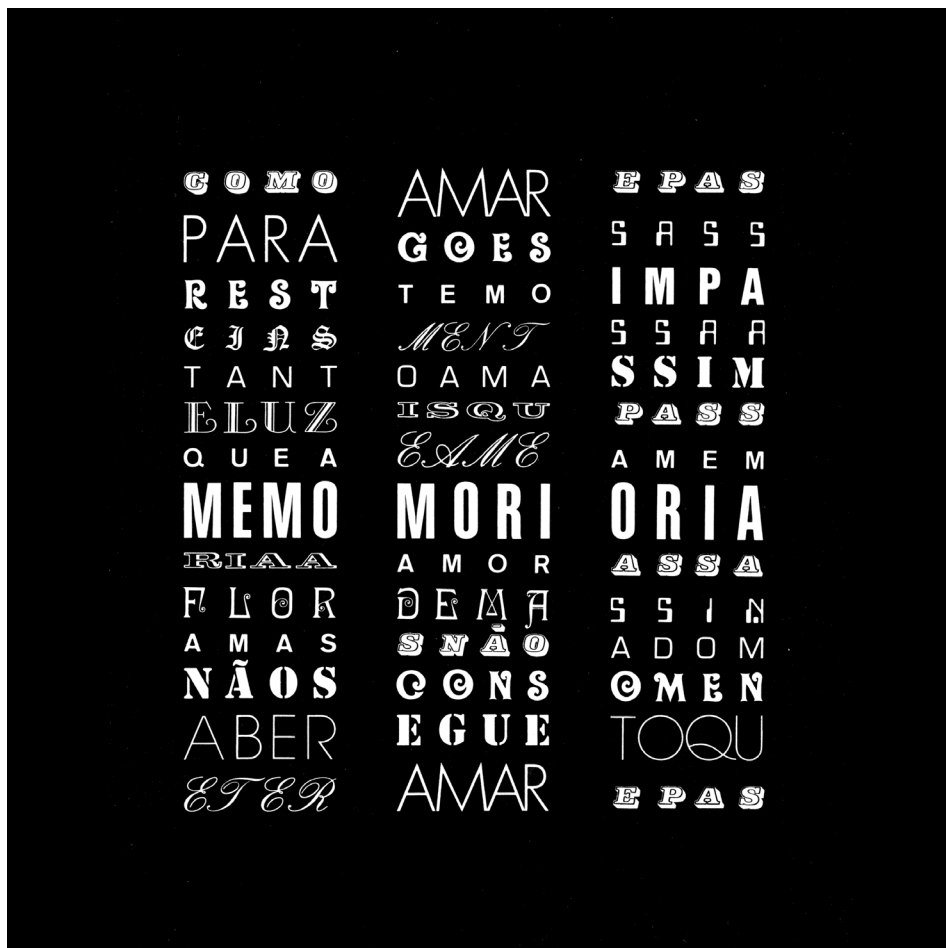 COMO
PARA
REST
EINS
TANT
ELUZ
QUEA
MEMO
RIAA
FLOR
AMAS
NÃOS
ABER
ETER
AMAR
GOES
TEMO
MENT
OAMA
ISQU
EAME
MORI
AMOR
DEMA
SNÃO
CONS
EGUE
AMAR
EPAS
SASS
IMPA
SSAA
SSIM
PASS
AMEM
ORIA
ASSA
SSIN
ADOM
OMEN
TOQU
EPAS